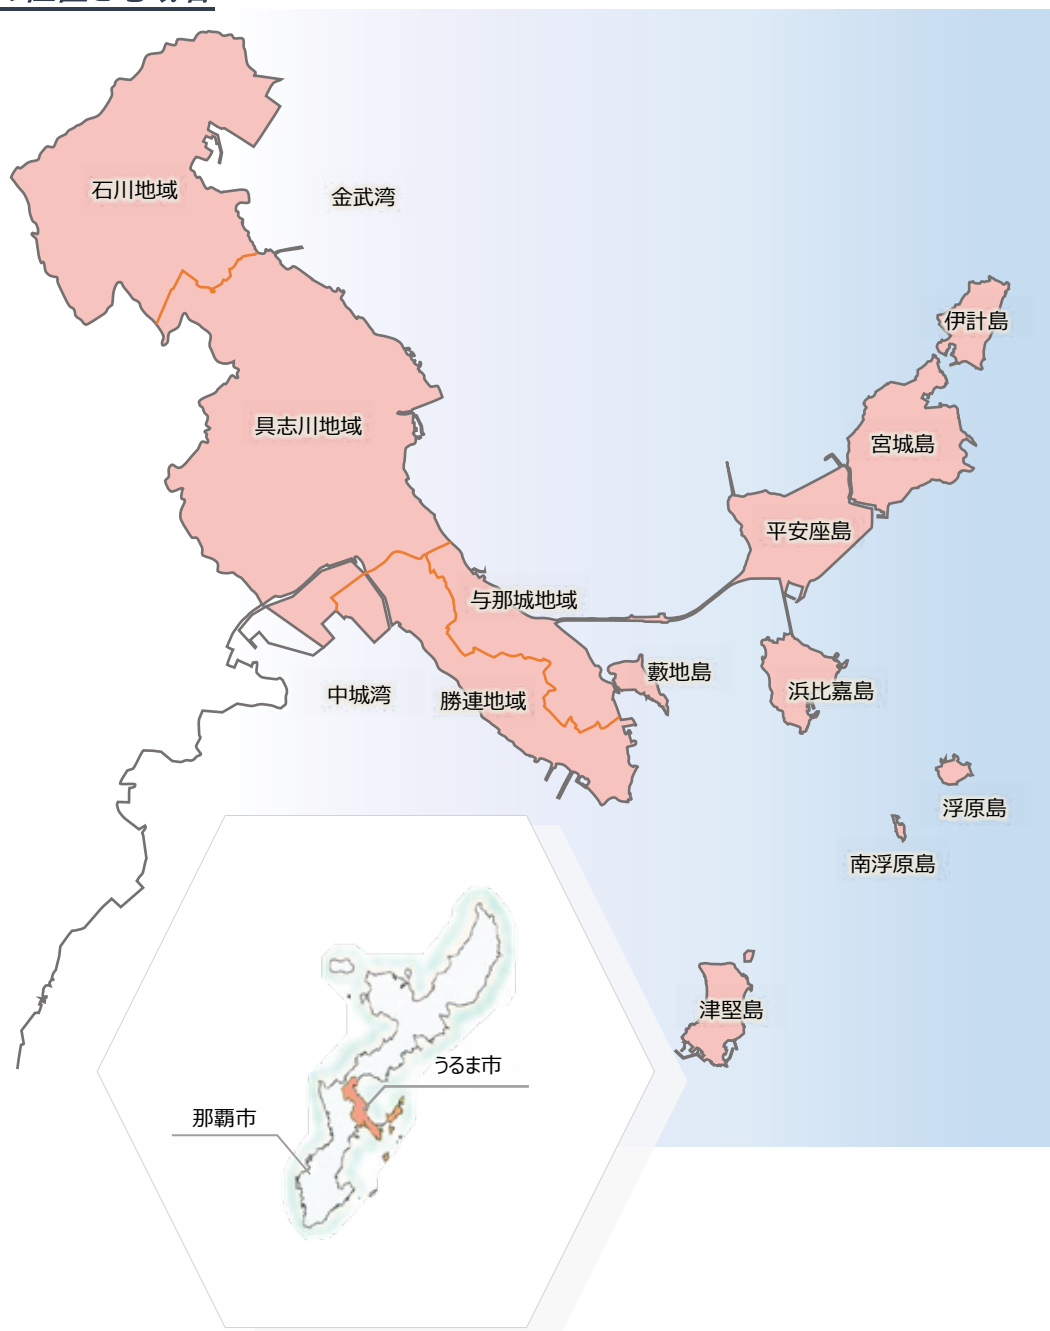 石川地域
金武湾
伊計島
具志川地域
宮城島
平安座島
与那城地域
藪地島
中城湾
勝連地域
浜比嘉島
浮原島
南浮原島
津堅島
うるま市
那覇市